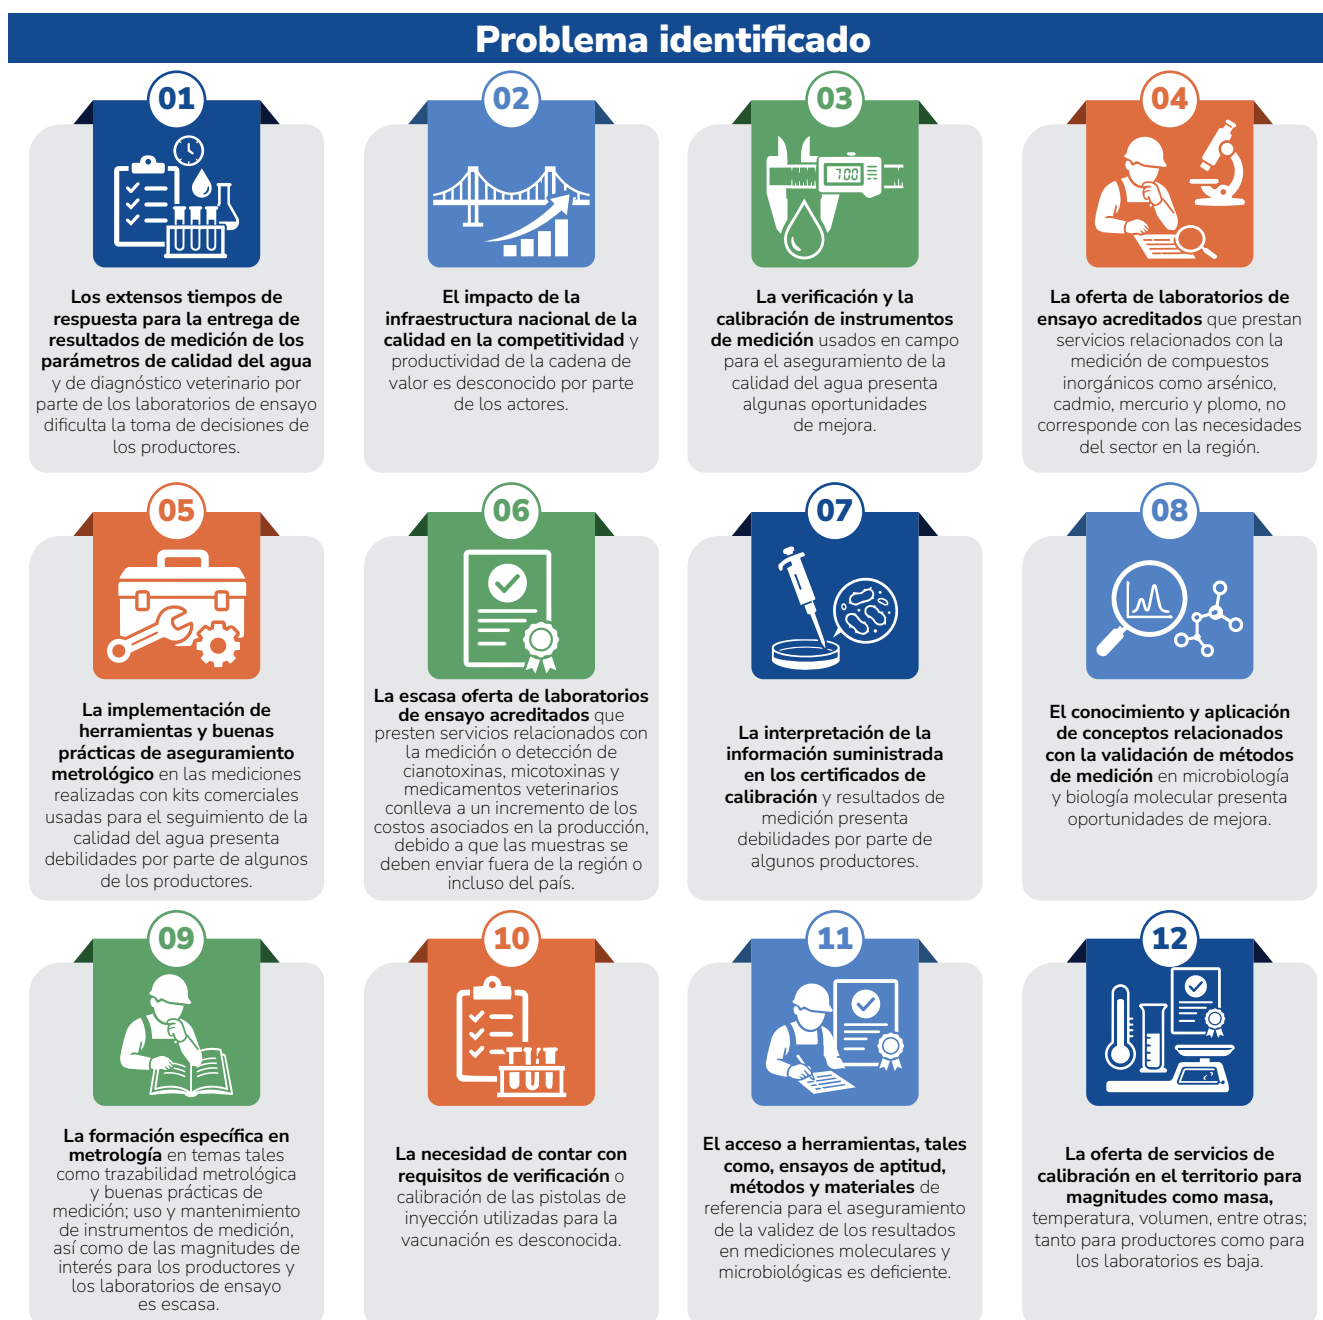 Problema identificado
01
Los extensos tiempos de
respuesta para la entrega de
resultados de medición de los
parámetros de calidad del agua
y de diagnóstico veterinario por
parte de los laboratorios de ensayo
dificulta la toma de decisiones de
los productores.
02
El impacto de la
infraestructura nacional de la
calidad en la competitividad y
productividad de la cadena de
valor es desconocido por parte
de los actores.
03
700
La verificación y la
calibración de instrumentos
de medición usados en campo
para el aseguramiento de la
calidad del agua presenta
algunas oportunidades
de mejora.
04
La oferta de laboratorios de
ensayo acreditados que prestan
servicios relacionados con la
medición de compuestos
inorgánicos como arsénico,
cadmio, mercurio y plomo, no
corresponde con las necesidades
del sector en la región.
05
La implementación de
herramientas y buenas
prácticas de aseguramiento
metrológico en las mediciones
realizadas con kits comerciales
usadas para el seguimiento de la
calidad del agua presenta
debilidades por parte de algunos
de los productores.
06
La escasa oferta de laboratorios
de ensayo acreditados que
presten servicios relacionados con
la medición o detección de
cianotoxinas, micotoxinas y
medicamentos veterinarios
conlleva a un incremento de los
costos asociados en la producción,
debido a que las muestras se
deben enviar fuera de la región o
incluso del país.
07
La interpretación de la
información suministrada
en los certificados de
calibración y resultados de
medición presenta
debilidades por parte de
algunos productores.
08
El conocimiento y aplicación
de conceptos relacionados
con la validación de métodos
de medición en microbiología
y biología molecular presenta
oportunidades de mejora.
09
La formación específica en
metrología en temas tales
como trazabilidad metrológica
y buenas prácticas de
medición; uso y mantenimiento
de instrumentos de medición,
así como de las magnitudes de
interés para los productores y
los laboratorios de ensayo
es escasa.
10
La necesidad de contar con
requisitos de verificación o
calibración de las pistolas de
inyección utilizadas para la
vacunación es desconocida.
11
El acceso a herramientas, tales
como, ensayos de aptitud,
métodos y materiales de
referencia para el aseguramiento
de la validez de los resultados
en mediciones moleculares y
microbiológicas es deficiente.
12
La oferta de servicios de
calibración en el territorio para
magnitudes como masa,
temperatura, volumen, entre otras;
tanto para productores como para
los laboratorios es baja.